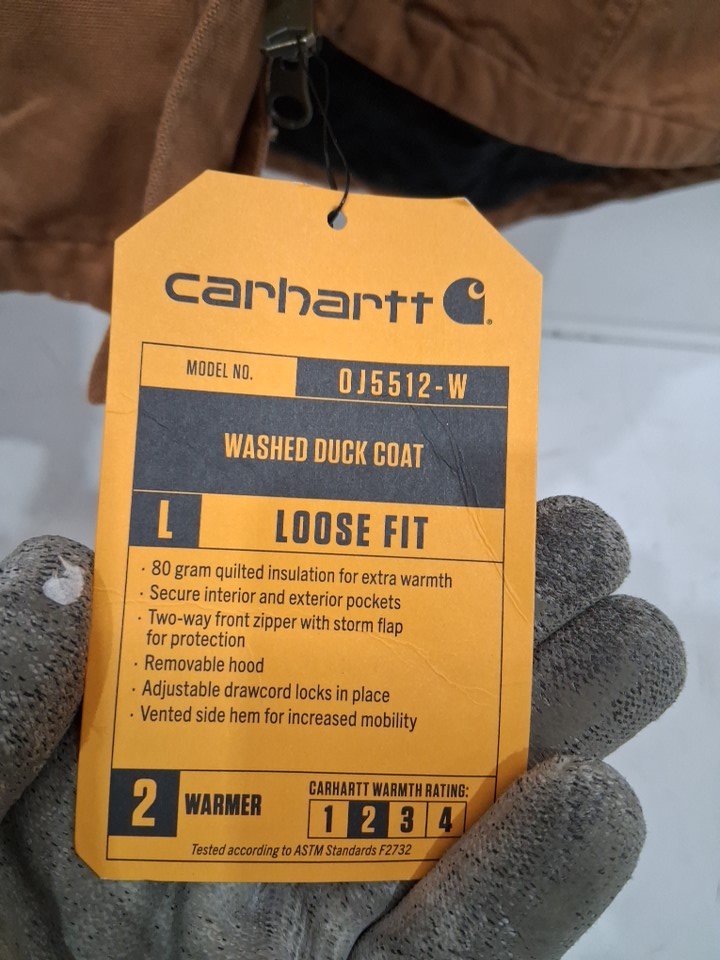 carhartt
MODEL NO. 0J5512-W
WASHED DUCK COAT
L LOOSE FIT
· 80 gram quilted insulation for extra warmth
· Secure interior and exterior pockets
· Two-way front zipper with storm flap
for protection
· Removable hood
· Adjustable drawcord locks in place
· Vented side hem for increased mobility
2 WARMER
CARHARTT WARMTH RATING:
1 2 3 4
Tested according to ASTM Standards F2732